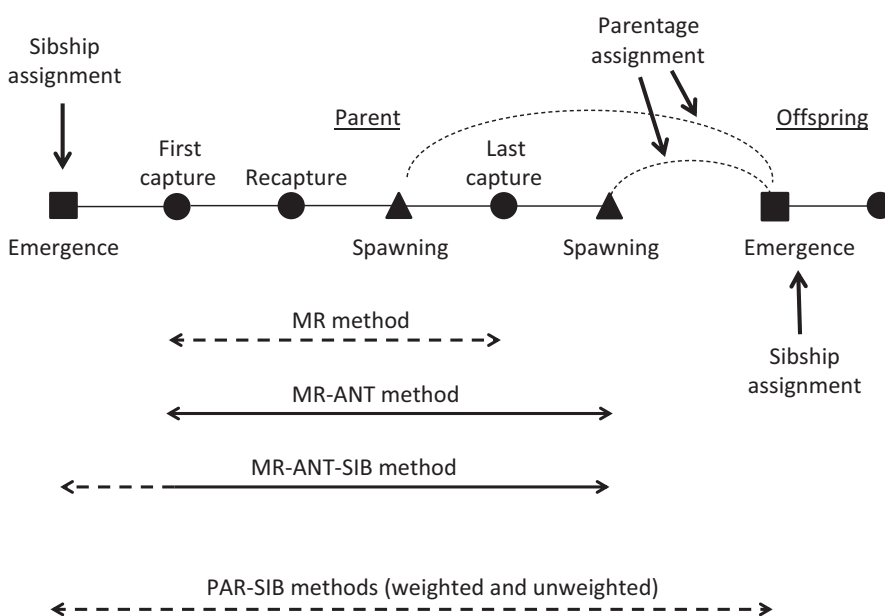 Sibship
assignment
Parentage
assignment
Parent
Offspring
First
capture
Recapture
Last
capture
Emergence
Spawning
Spawning
Emergence
Sibship
assignment
MR method
MR-ANT method
MR-ANT-SIB method
PAR-SIB methods (weighted and unweighted)